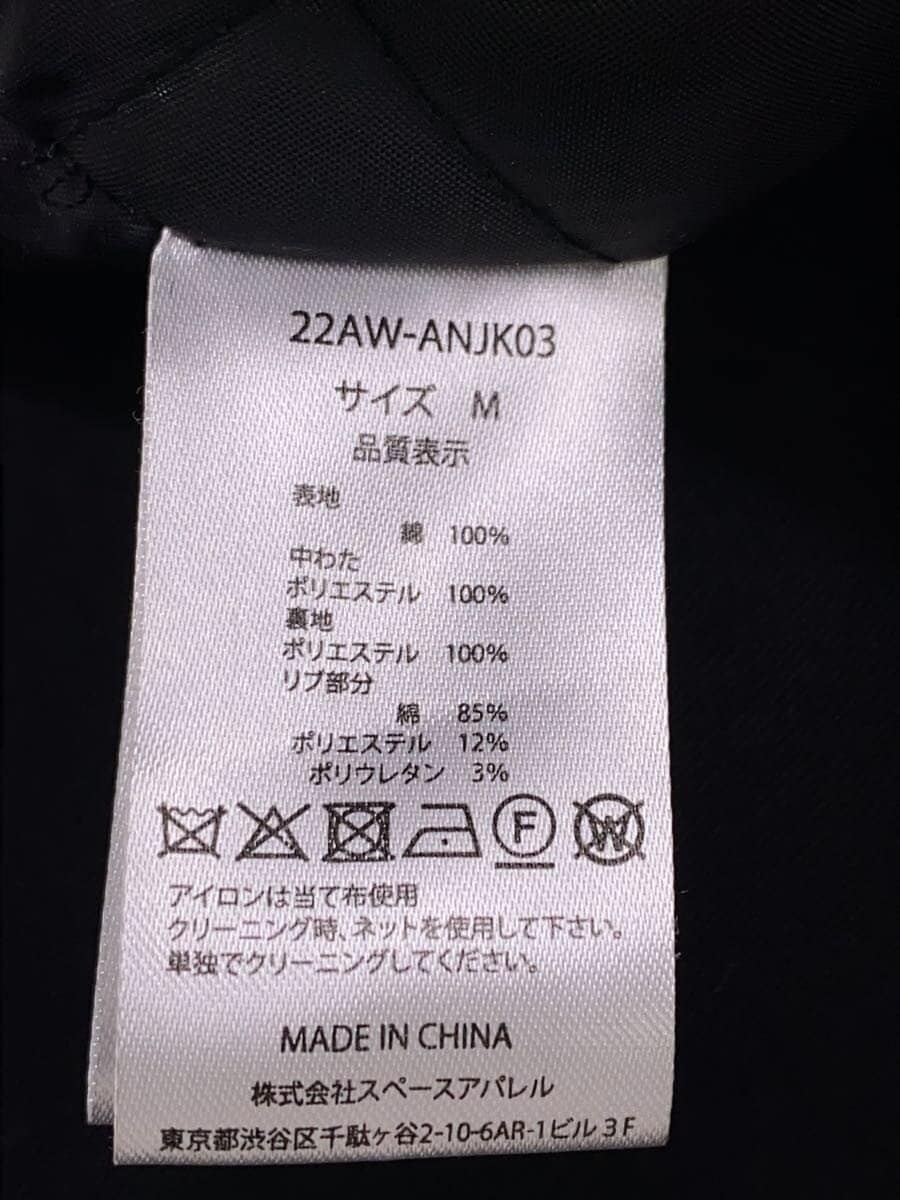 22AW-ANJK03
サイズ M
品質表示
表地
綿 100%
中わた
ポリエステル 100%
裏地
ポリエステル 100%
リブ部分
綿 85%
ポリエステル 12%
ポリウレタン 3%
F W
アイロンは当て布使用
クリーニング時、ネットを使用して下さい。
単独でクリーニングしてください。
MADE IN CHINA
株式会社スペースアパレル
東京都渋谷区千駄ヶ谷2-10-6AR-1ビル3F